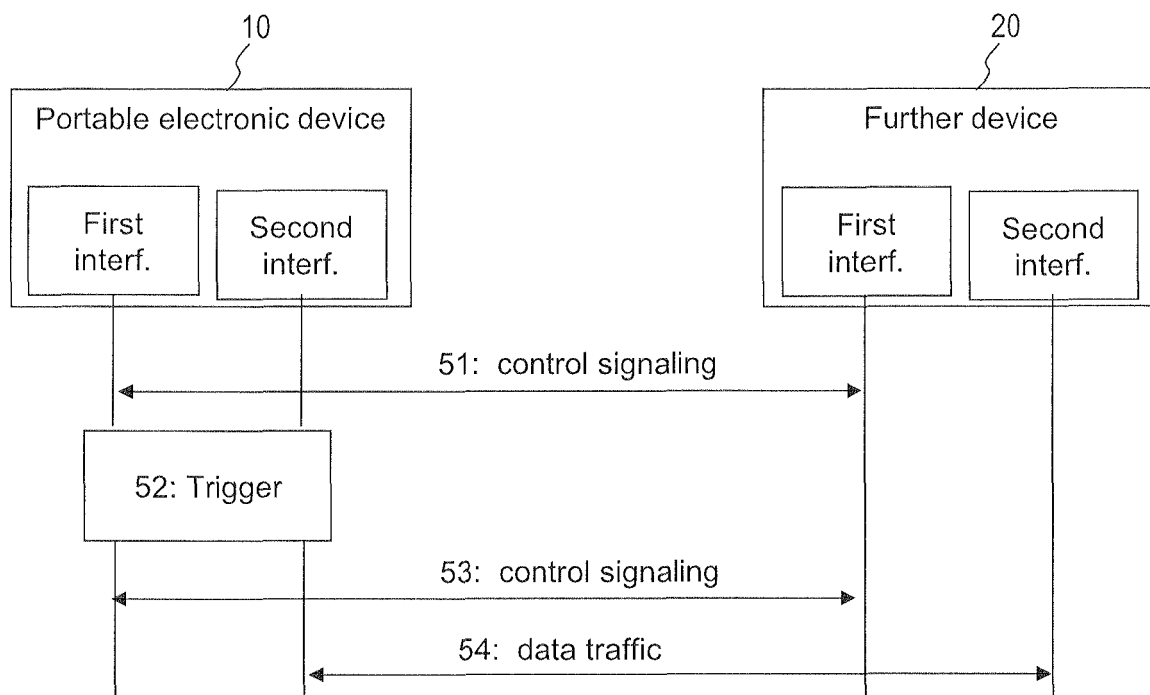 10
20
Portable electronic device
Further device
First
interf.
Second
interf.
First
interf.
Second
interf.
51: control signaling
52: Trigger
53: control signaling
54: data traffic